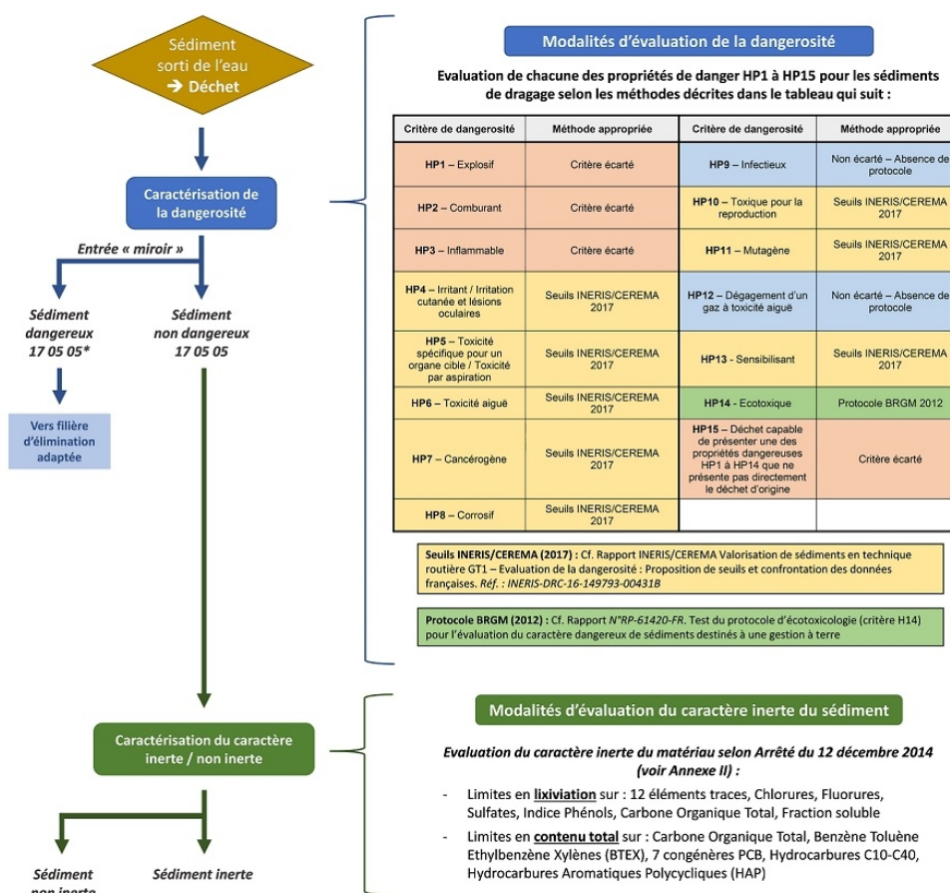 Sédiment
sorti de l'eau
→ Déchet
Caractérisation de
la dangerosité
Entrée « miroir »
Sédiment
dangereux
17 05 05*
Sédiment
non dangereux
17 05 05
Vers filière
d'élimination
adaptée
Caractérisation du caractère
inerte / non inerte
Sédiment
non inerte
Sédiment inerte
Modalités d'évaluation de la dangerosité
Evaluation de chacune des propriétés de danger HP1 à HP15 pour les sédiments
de dragage selon les méthodes décrites dans le tableau qui suit :
Critère de dangerosité
Méthode appropriée
Critère de dangerosité
Méthode appropriée
HP1 – Explosif
Critère écarté
HP9 – Infectieux
Non écarté – Absence de
protocole
HP2 – Comburant
Critère écarté
HP10 – Toxique pour la
reproduction
Seuils INERIS/CEREMA
2017
HP3 – Inflammable
Critère écarté
HP11 – Mutagène
Seuils INERIS/CEREMA
2017
HP4 – Irritant / Irritation
cutanée et lésions
oculaires
Seuils INERIS/CEREMA
2017
HP12 – Dégagement d'un
gaz à toxicité aiguë
Non écarté – Absence de
protocole
HP5 – Toxicité
spécifique pour un
organe cible / Toxicité
par aspiration
Seuils INERIS/CEREMA
2017
HP13 - Sensibilisant
Seuils INERIS/CEREMA
2017
HP6 – Toxicité aiguë
Seuils INERIS/CEREMA
2017
HP14 - Ecotoxique
Protocole BRGM 2012
HP7 – Cancérogène
Seuils INERIS/CEREMA
2017
HP15 – Déchet capable
de présenter une des
propriétés dangereuses
HP1 à HP14 que ne
présente pas directement
le déchet d'origine
Critère écarté
HP8 – Corrosif
Seuils INERIS/CEREMA
2017
Seuils INERIS/CEREMA (2017) : Cf. Rapport INERIS/CEREMA Valorisation de sédiments en technique
routière GT1 – Evaluation de la dangerosité : Proposition de seuils et confrontation des données
françaises. Réf. : INERIS-DRC-16-149793-00431B
Protocole BRGM (2012) : Cf. Rapport N°RP-61420-FR. Test du protocole d'écotoxicologie (critère H14)
pour l'évaluation du caractère dangereux de sédiments destinés à une gestion à terre
Modalités d'évaluation du caractère inerte du sédiment
Evaluation du caractère inerte du matériau selon Arrêté du 12 décembre 2014
(voir Annexe II) :
- Limites en lixiviation sur : 12 éléments traces, Chlorures, Fluorures,
Sulfates, Indice Phénols, Carbone Organique Total, Fraction soluble
- Limites en contenu total sur : Carbone Organique Total, Benzène Toluène
Ethylbenzène Xylènes (BTEX), 7 congénères PCB, Hydrocarbures C10-C40,
Hydrocarbures Aromatiques Polycycliques (HAP)